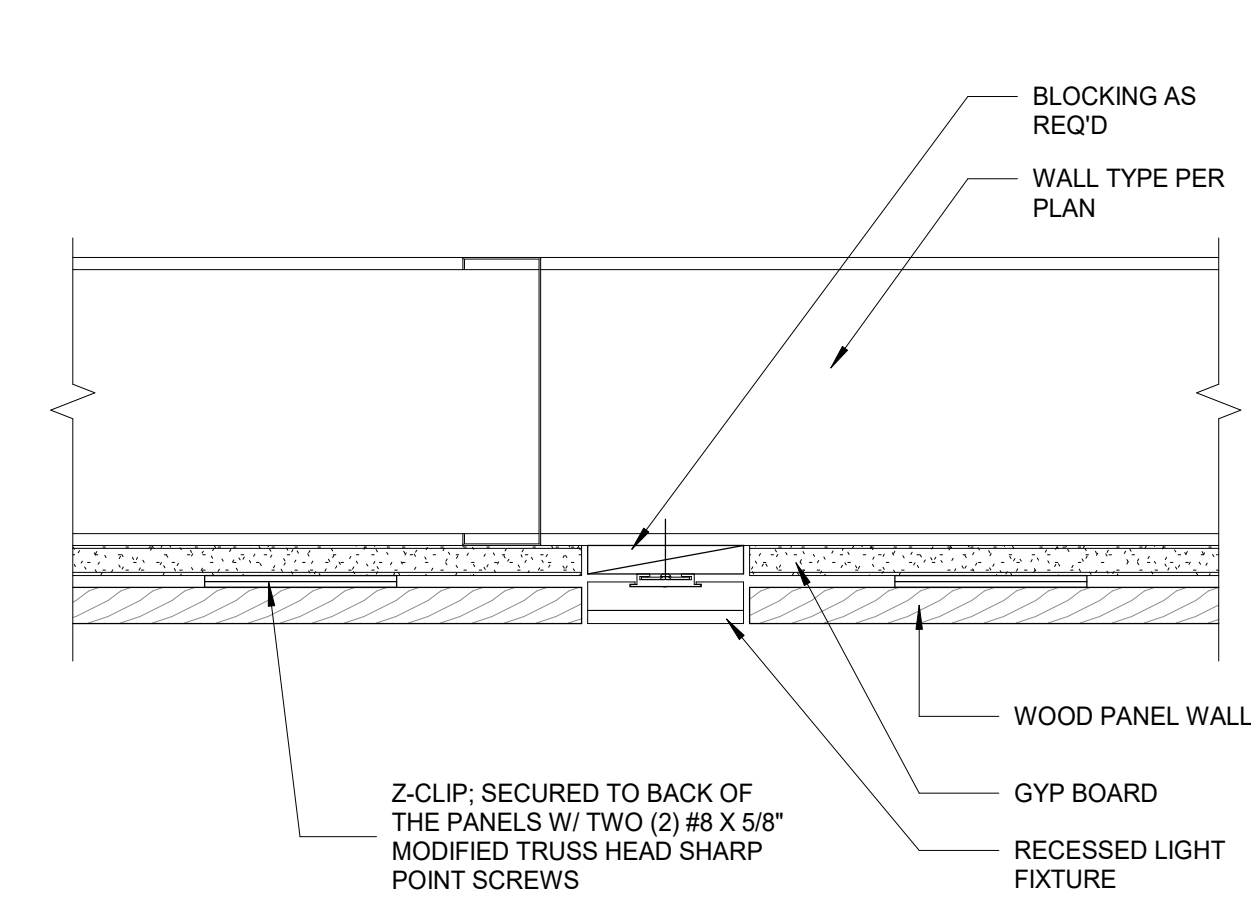 BLOCKING AS
REQ'D
WALL TYPE PER
PLAN
WOOD PANEL WALL
GYP BOARD
RECESSED LIGHT
FIXTURE
Z-CLIP; SECURED TO BACK OF
THE PANELS W/ TWO (2) #8 X 5/8"
MODIFIED TRUSS HEAD SHARP
POINT SCREWS